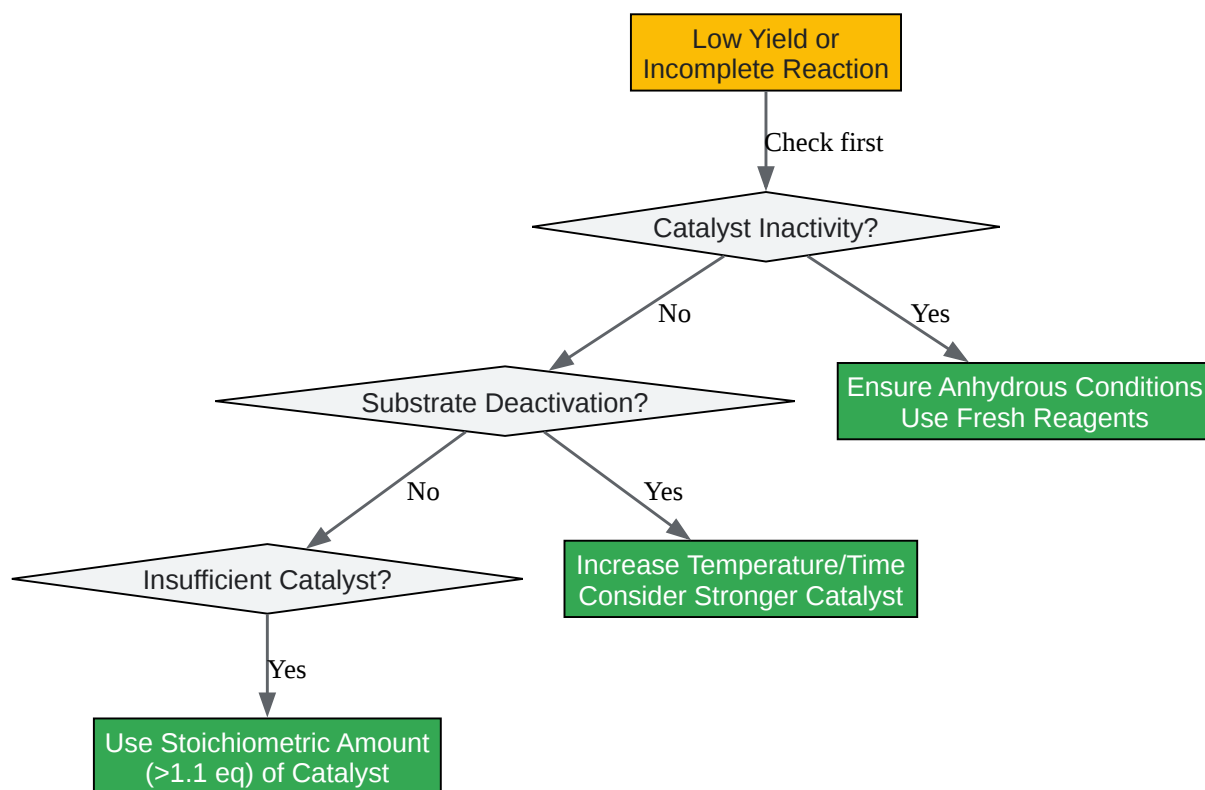 Low Yield or
Incomplete Reaction
Check first
Catalyst Inactivity?
No
Yes
Ensure Anhydrous Conditions
Use Fresh Reagents
Substrate Deactivation?
No
Yes
Increase Temperature/Time
Consider Stronger Catalyst
Insufficient Catalyst?
Yes
Use Stoichiometric Amount
(>1.1 eq) of Catalyst